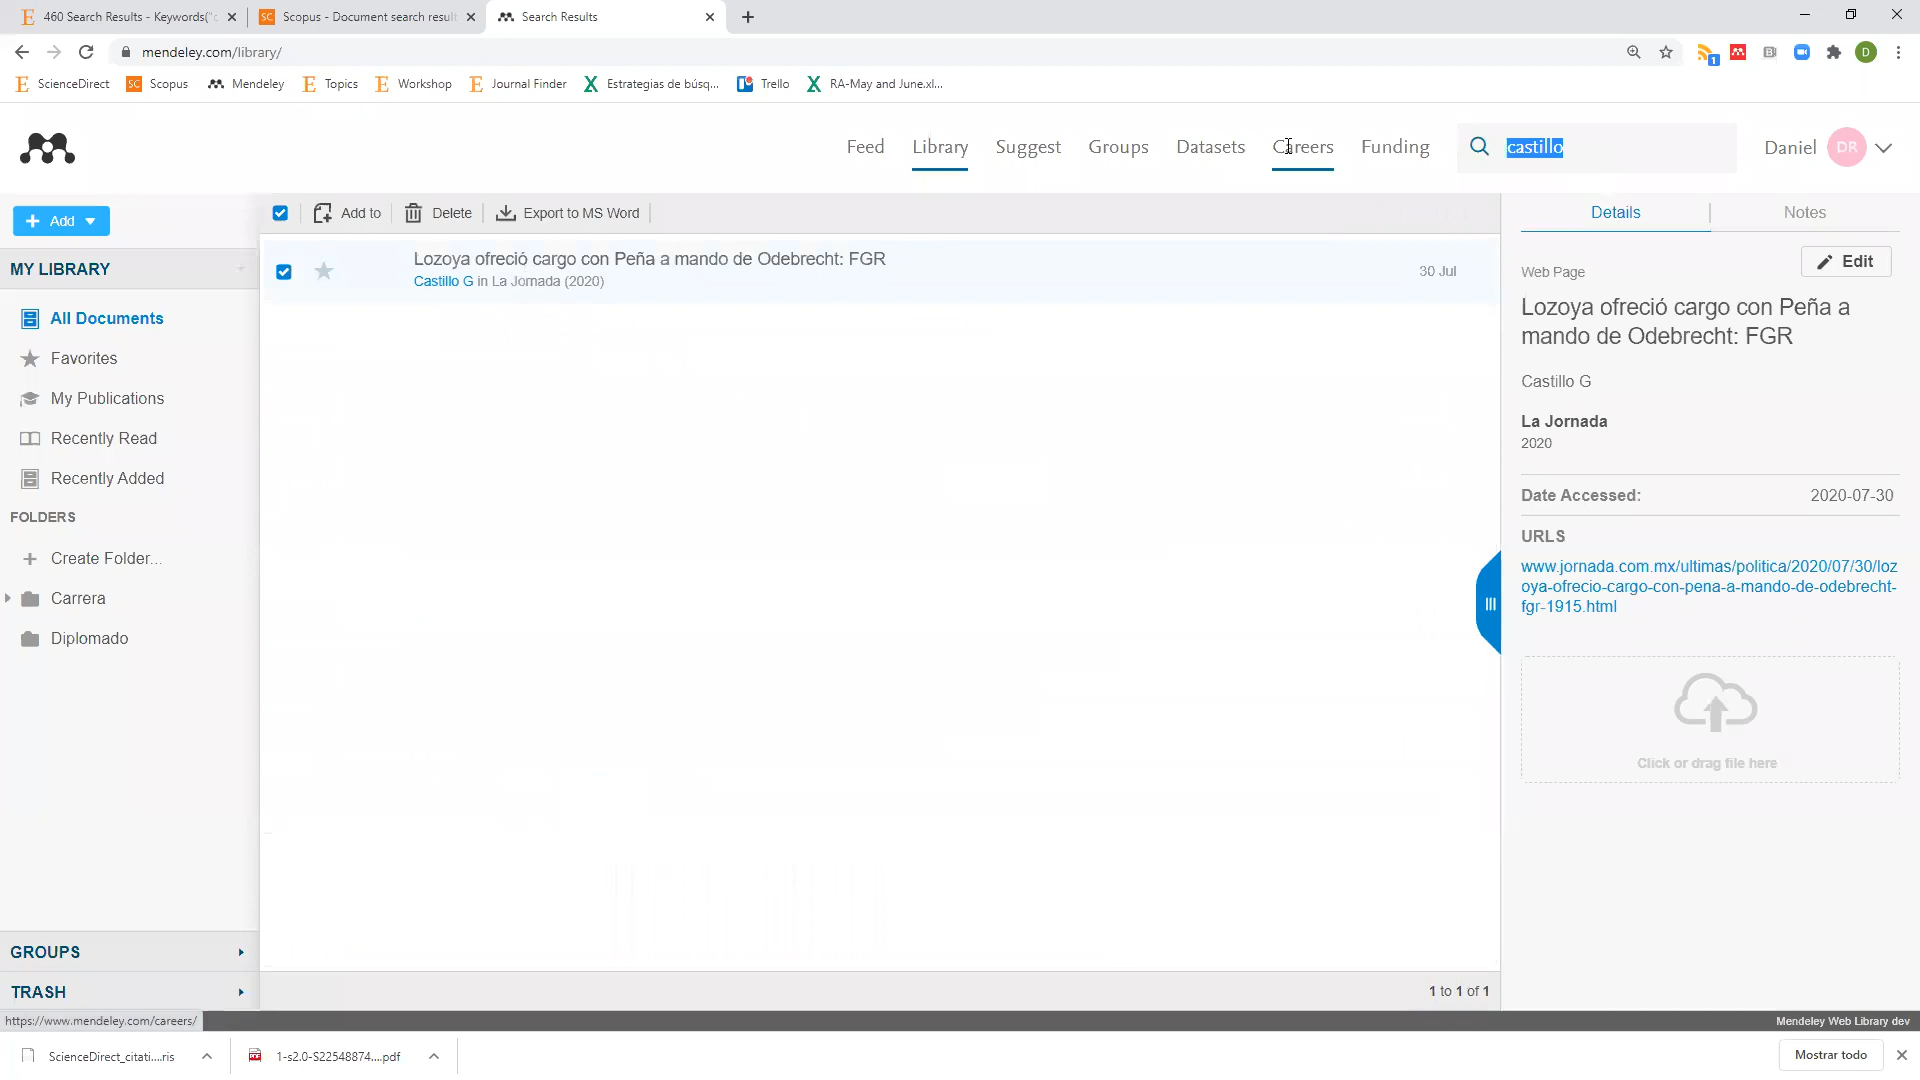 460 Search Results - Keywords("c
Scopus - Document search result
Search Results
mendeley.com/library/
ScienceDirect
Scopus
Mendeley
Topics
Workshop
Journal Finder
Estrategias de búsq...
Trello
RA-May and June.xl...
Feed
Library
Suggest
Groups
Datasets
Careers
Funding
castillo
Daniel
DR
Add
Add to
Delete
Export to MS Word
Details
Notes
MY LIBRARY
All Documents
Favorites
My Publications
Recently Read
Recently Added
FOLDERS
Create Folder...
Carrera
Diplomado
GROUPS
TRASH
Lozoya ofreció cargo con Peña a mando de Odebrecht: FGR
Castillo G in La Jornada (2020)
30 Jul
1 to 1 of 1
Web Page
Edit
Lozoya ofreció cargo con Peña a
mando de Odebrecht: FGR
Castillo G
La Jornada
2020
Date Accessed: 2020-07-30
URLS
www.jornada.com.mx/ultimas/politica/2020/07/30/loz
oya-ofrecio-cargo-con-pena-a-mando-de-odebrecht-
fgr-1915.html
Click or drag file here
https://www.mendeley.com/careers/
Mendeley Web Library dev
ScienceDirect_citati....ris
1-s2.0-S22548874....pdf
Mostrar todo